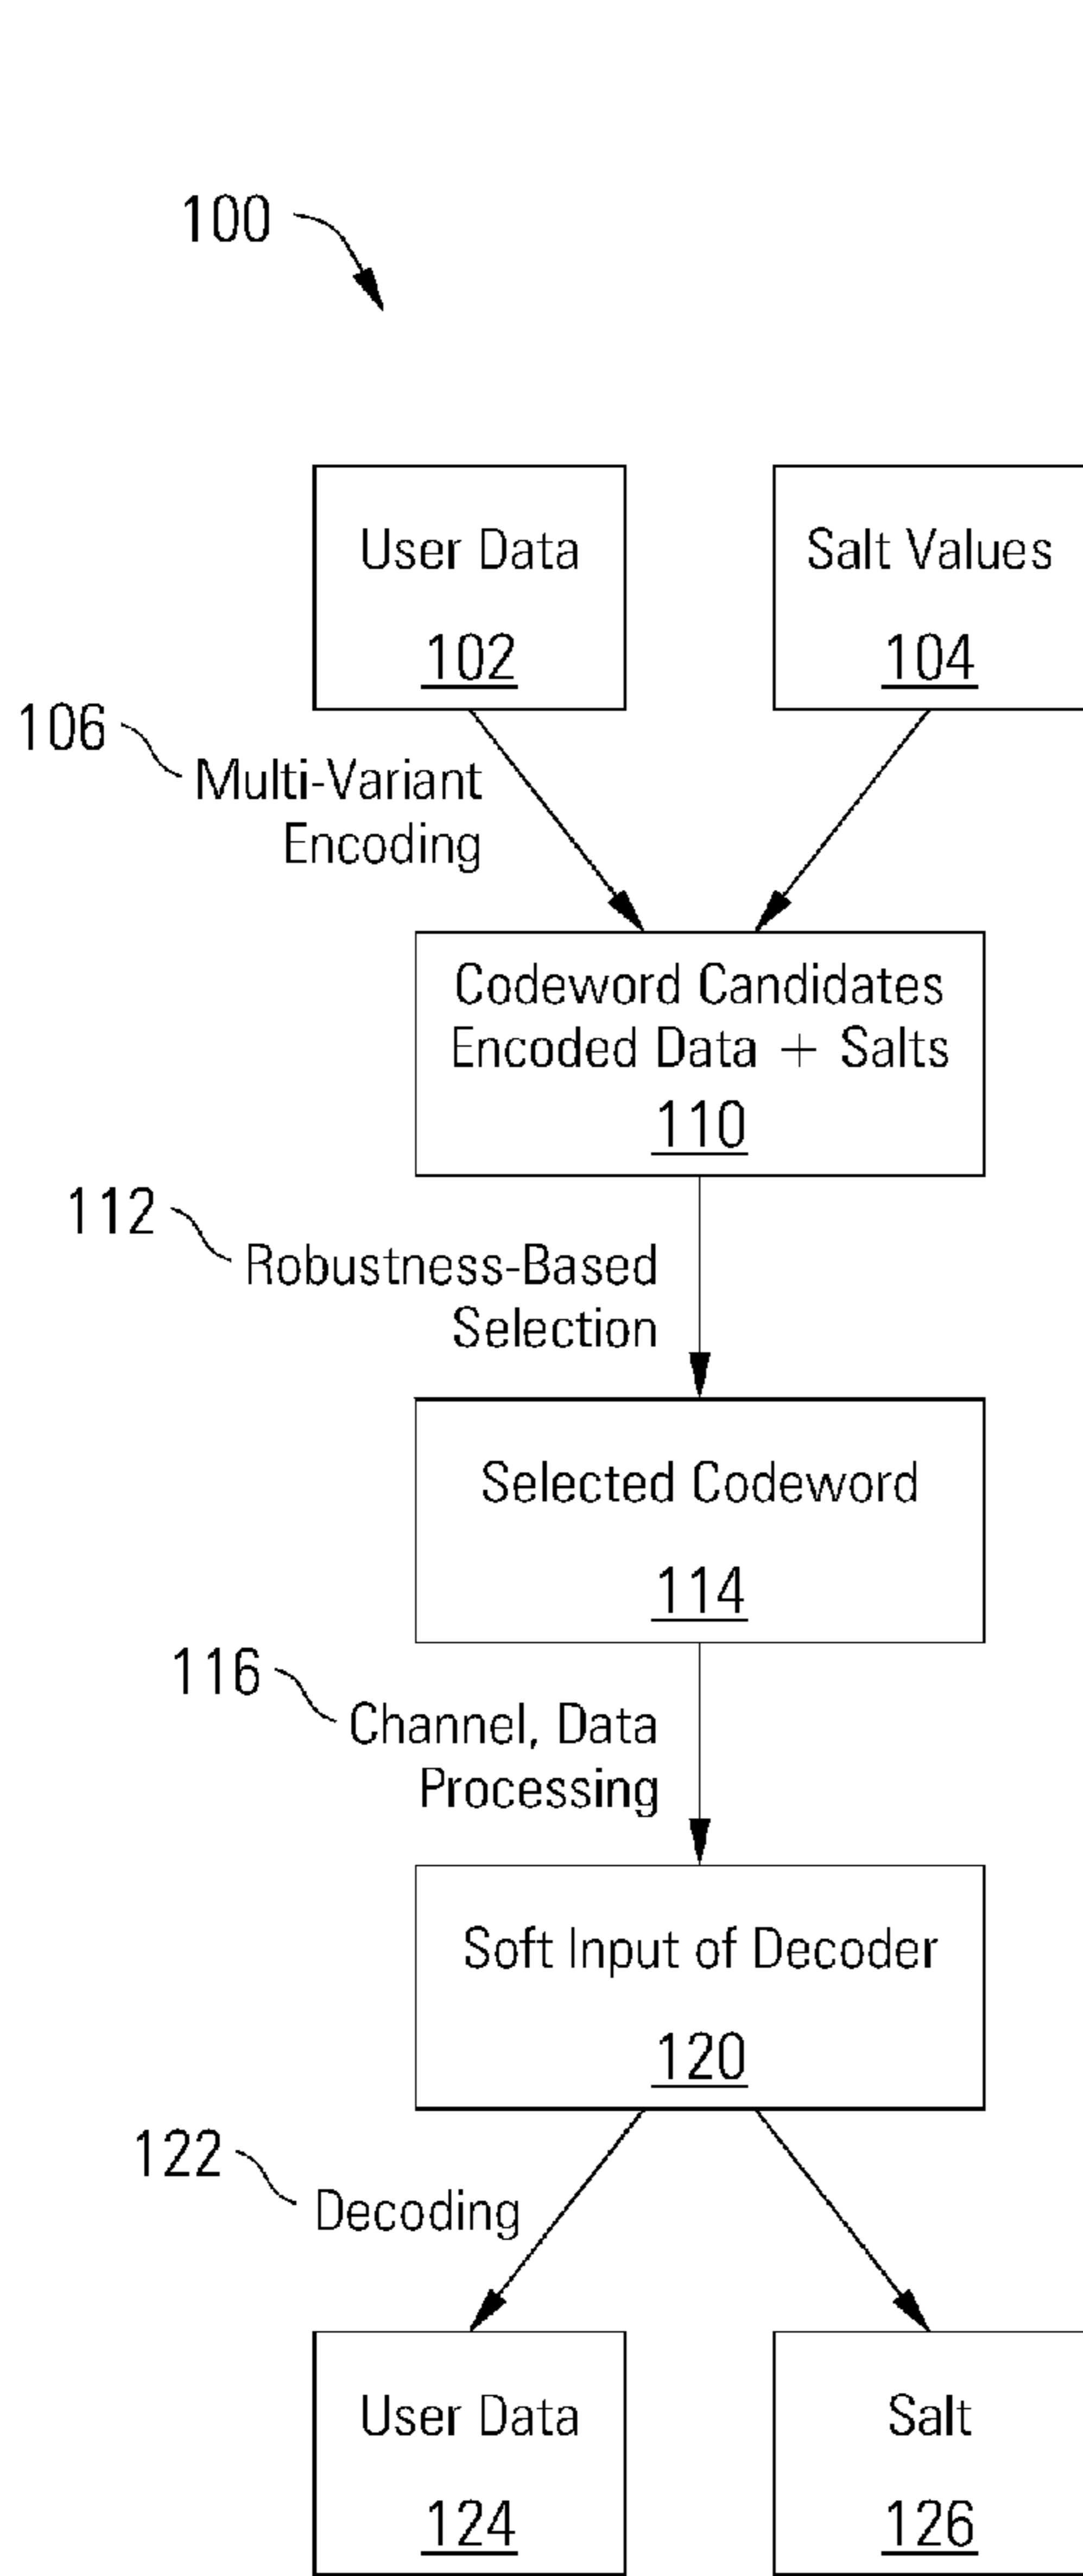 100
User Data
102
Salt Values
104
106
Multi-Variant
Encoding
Codeword Candidates
Encoded Data + Salts
110
112
Robustness-Based
Selection
Selected Codeword
114
116
Channel, Data
Processing
Soft Input of Decoder
120
122
Decoding
User Data
124
Salt
126